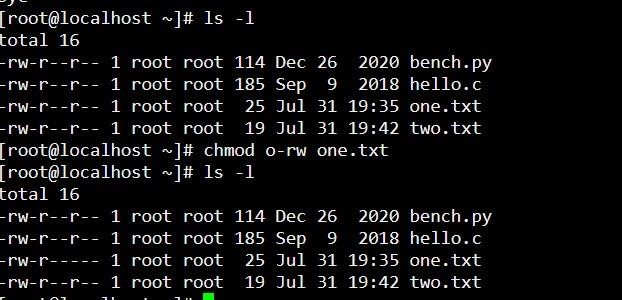 [root@localhost ~]# ls -l
total 16
-rw-r--r-- 1 root root 114 Dec 26  2020 bench.py
-rw-r--r-- 1 root root 185 Sep  9  2018 hello.c
-rw-r--r-- 1 root root  25 Jul 31 19:35 one.txt
-rw-r--r-- 1 root root  19 Jul 31 19:42 two.txt
[root@localhost ~]# chmod o-rw one.txt
[root@localhost ~]# ls -l
total 16
-rw-r--r-- 1 root root 114 Dec 26  2020 bench.py
-rw-r--r-- 1 root root 185 Sep  9  2018 hello.c
-rw-r----- 1 root root  25 Jul 31 19:35 one.txt
-rw-r--r-- 1 root root  19 Jul 31 19:42 two.txt
[root@localhost ~]#